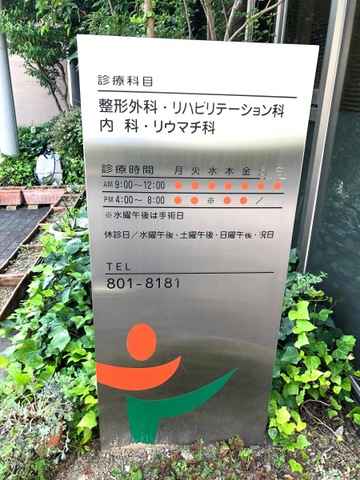 診療科目
整形外科・リハビリテーション科
内 科・リウマチ科
診療時間 月 火 水 木 金 土 日
AM 9:00~12:00 ● ● ● ● ● ● ●
PM 4:00~8:00 ● ● ※ ● ● /
※水曜午後は手術日
休診日/水曜午後・土曜午後・日曜午後・祝日
TEL
801-8181